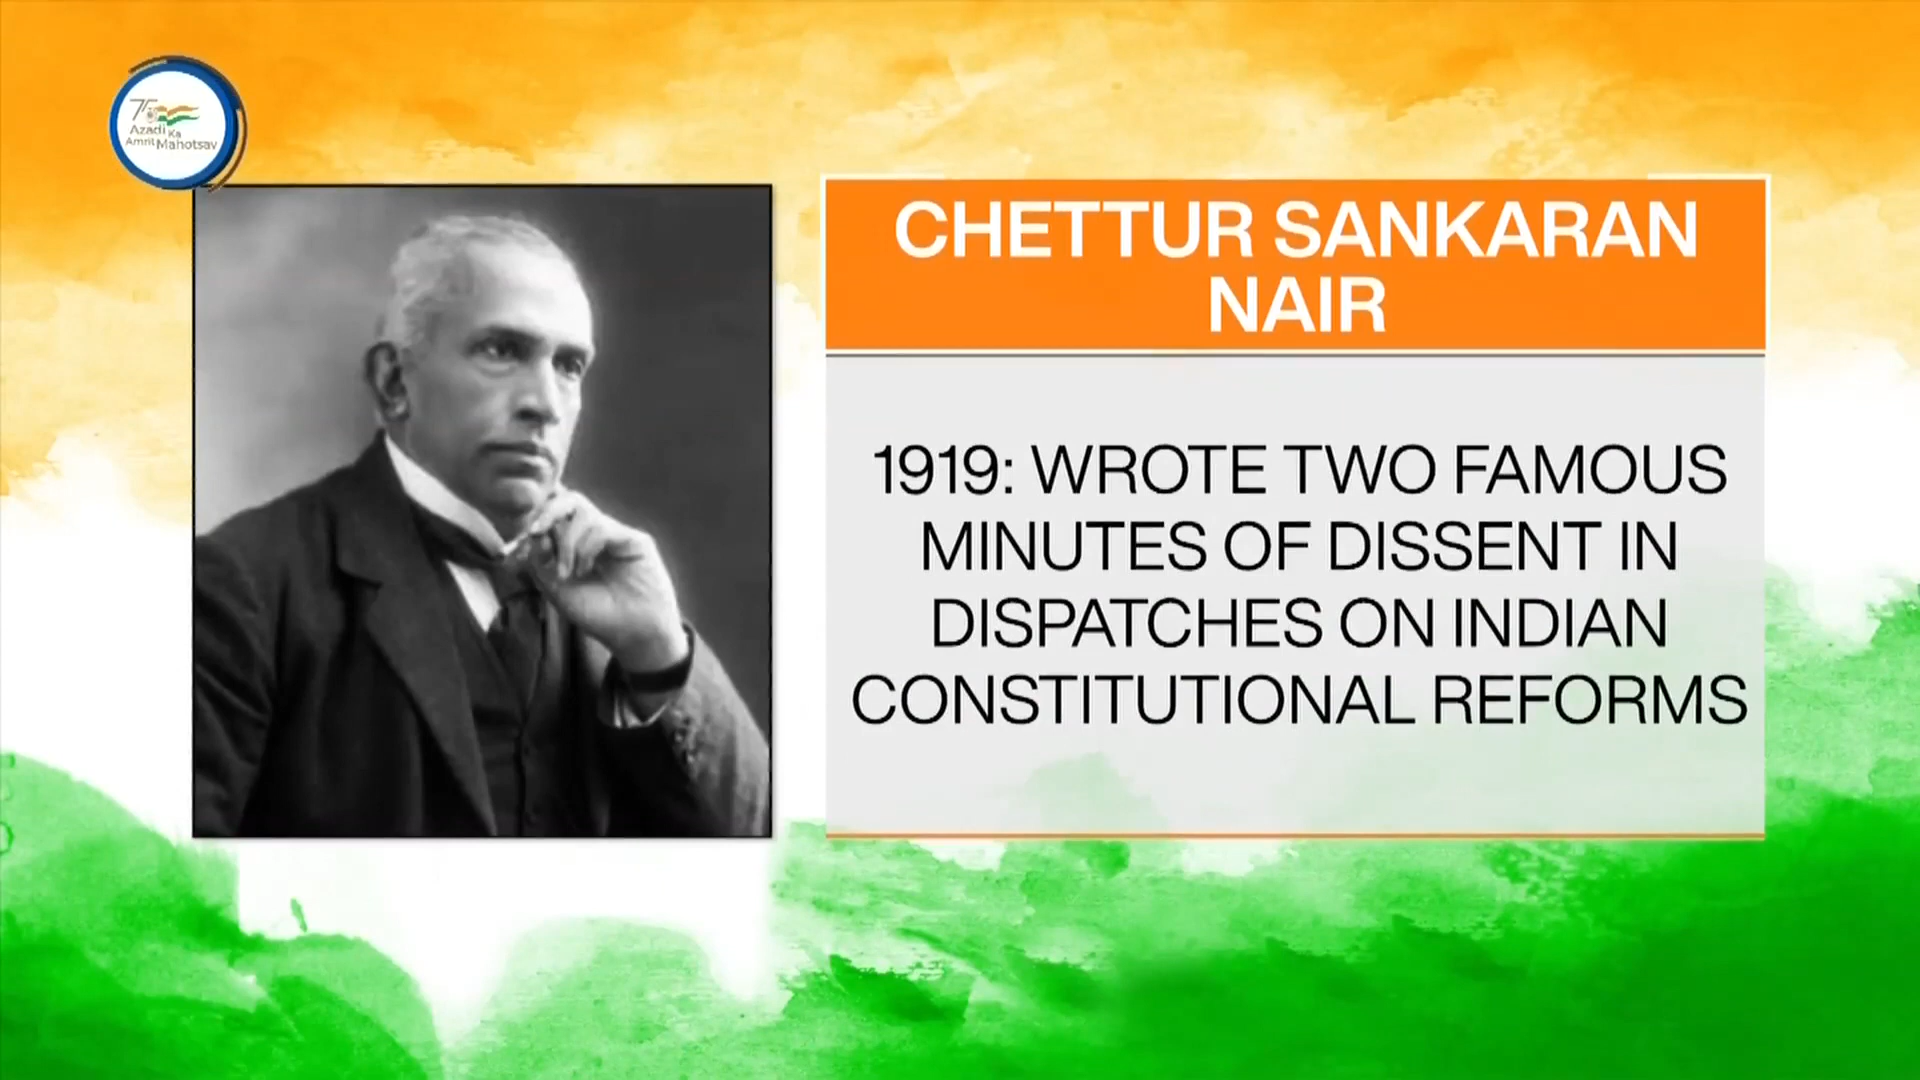 75
Azadi Ka
Amrit Mahotsav
CHETTUR SANKARAN
NAIR
1919: WROTE TWO FAMOUS
MINUTES OF DISSENT IN
DISPATCHES ON INDIAN
CONSTITUTIONAL REFORMS